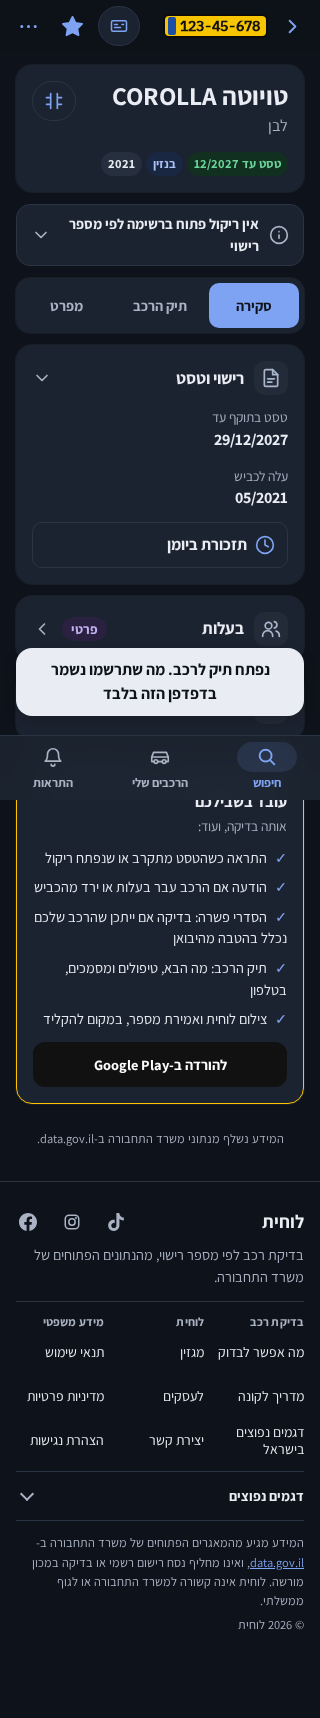 123-45-678
טויוטה COROLLA
לבן
טסט עד 12/2027
בנזין
2021
אין ריקול פתוח ברשימה לפי מספר
רישוי
סקירה
תיק הרכב
מפרט
רישוי וטסט
טסט בתוקף עד
29/12/2027
עלה לכביש
05/2021
תזכורת ביומן
בעלות
פרטי
נפתח תיק לרכב. מה שתרשמו נשמר
בדפדפן הזה בלבד
חיפוש
הרכבים שלי
התראות
עובד בשבילכם
אותה בדיקה, ועוד:
✓ התראה כשהטסט מתקרב או שנפתח ריקול
✓ הודעה אם הרכב עבר בעלות או ירד מהכביש
✓ הסדרי פשרה: בדיקה אם ייתכן שהרכב שלכם
נכלל בהטבה מהיבואן
✓ תיק הרכב: מה הבא, טיפולים ומסמכים,
בטלפון
✓ צילום לוחית ואמירת מספר, במקום להקליד
להורדה ב-Google Play
המידע נשלף מנתוני משרד התחבורה ב-data.gov.il.
לוחית
בדיקת רכב לפי מספר רישוי, מהנתונים הפתוחים של
משרד התחבורה.
בדיקת רכב
לוחית
מידע משפטי
מה אפשר לבדוק
מגזין
תנאי שימוש
מדריך לקונה
לעסקים
מדיניות פרטיות
דגמים נפוצים
בישראל
יצירת קשר
הצהרת נגישות
דגמים נפוצים
המידע מגיע מהמאגרים הפתוחים של משרד התחבורה ב-
data.gov.il, ואינו מחליף נסח רישום רשמי או בדיקה במכון
מורשה. לוחית אינה קשורה למשרד התחבורה או לגוף
ממשלתי.
© 2026 לוחית